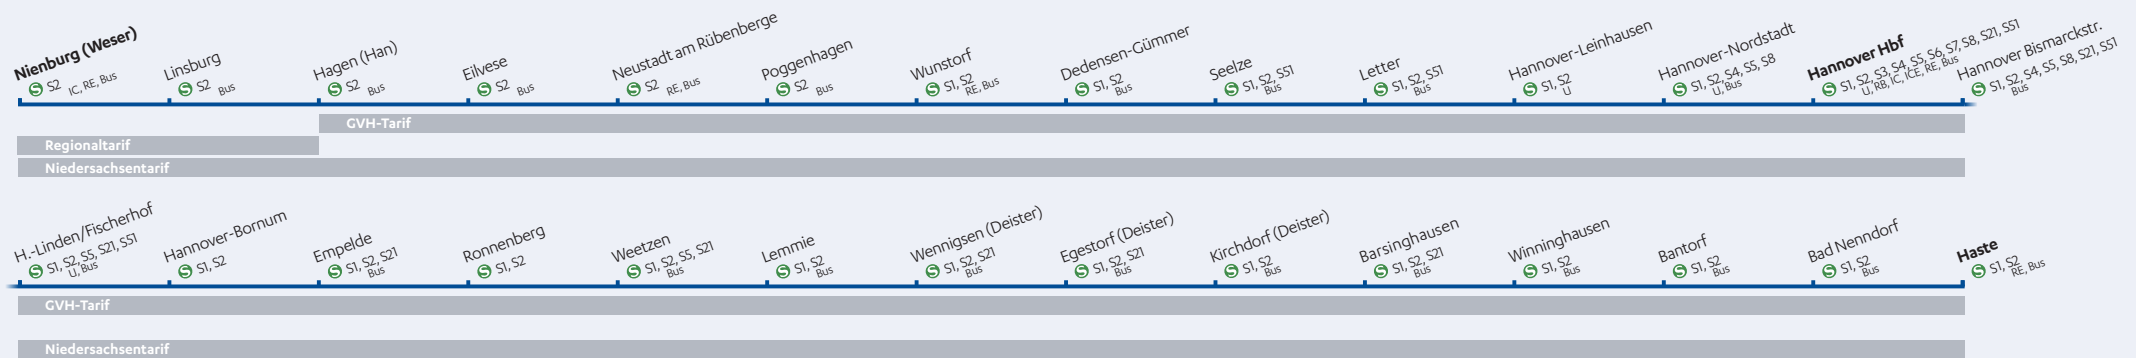 Nienburg (Weser)
S S2
IC, RE, Bus
Linsburg
S S2
Bus
Hagen (Han)
S S2
Bus
Eilvese
S S2
Bus
Neustadt am Rübenberge
S S2
RE, Bus
Poggenhagen
S S2
Bus
Wunstorf
S S1, S2
RE, Bus
Dedensen-Gümmer
S S1, S2
Bus
Seelze
S S1, S2, S51
Bus
Letter
S S1, S2, S51
Bus
Hannover-Leinhausen
S S1, S2
U
Hannover-Nordstadt
S S1, S2, S4, S5, S8
U, Bus
Hannover Hbf
S S1, S2, S3, S4, S5, S6, S7, S8, S21, S51
U, RB, IC, ICE, RE, Bus
Hannover Bismarckstr.
S S1, S2, S4, S5, S8, S21, S51
Bus
GVH-Tarif
Regionaltarif
Niedersachsentarif
H.-Linden/Fischerhof
S S1, S2, S5, S21, S51
U, Bus
Hannover-Bornum
S S1, S2
Empelde
S S1, S2, S21
Bus
Ronnenberg
S S1, S2
Weetzen
S S1, S2, S5, S21
Bus
Lemmie
S S1, S2
Bus
Wennigsen (Deister)
S S1, S2, S21
Bus
Egestorf (Deister)
S S1, S2, S21
Bus
Kirchdorf (Deister)
S S1, S2
Bus
Barsinghausen
S S1, S2, S21
Bus
Winninghausen
S S1, S2
Bus
Bantorf
S S1, S2
Bus
Bad Nenndorf
S S1, S2
Bus
Haste
S S1, S2
RE, Bus
GVH-Tarif
Niedersachsentarif